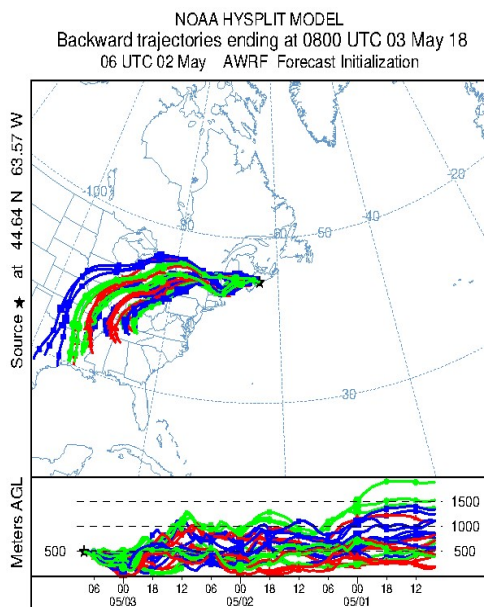 NOAA HYSPLIT MODEL
Backward trajectories ending at 0800 UTC 03 May 18
06 UTC 02 May AWRF Forecast Initialization
Source ★ at 44.64 N 63.57 W
-100
-80
-60
50
-40
-20
30
Meters AGL
500
1500
1000
500
06 00 18 12 06 00 18 12 06 00 18 12
05/03 05/02 05/01